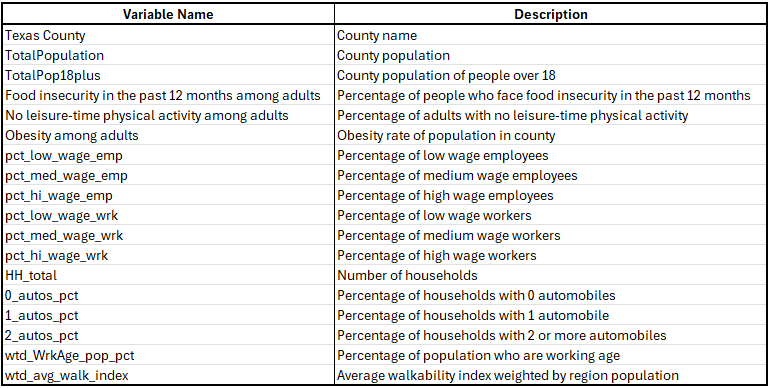 Variable Name Description
Texas County County name
TotalPopulation County population
TotalPop18plus County population of people over 18
Food insecurity in the past 12 months among adults Percentage of people who face food insecurity in the past 12 months
No leisure-time physical activity among adults Percentage of adults with no leisure-time physical activity
Obesity among adults Obesity rate of population in county
pct_low_wage_emp Percentage of low wage employees
pct_med_wage_emp Percentage of medium wage employees
pct_hi_wage_emp Percentage of high wage employees
pct_low_wage_wrk Percentage of low wage workers
pct_med_wage_wrk Percentage of medium wage workers
pct_hi_wage_wrk Percentage of high wage workers
HH_total Number of households
0_autos_pct Percentage of households with 0 automobiles
1_autos_pct Percentage of households with 1 automobile
2_autos_pct Percentage of households with 2 or more automobiles
wtd_WrkAge_pop_pct Percentage of population who are working age
wtd_avg_walk_index Average walkability index weighted by region population